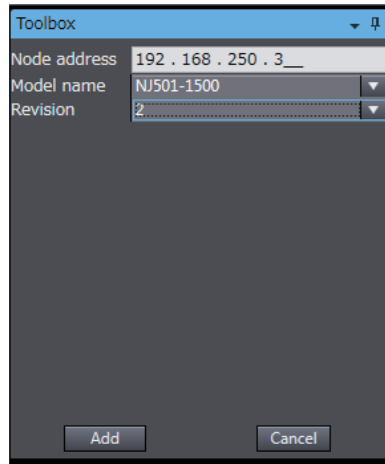 Toolbox
Node address 192 . 168 . 250 . 3__
Model name NJ501-1500
Revision 2
Add Cancel